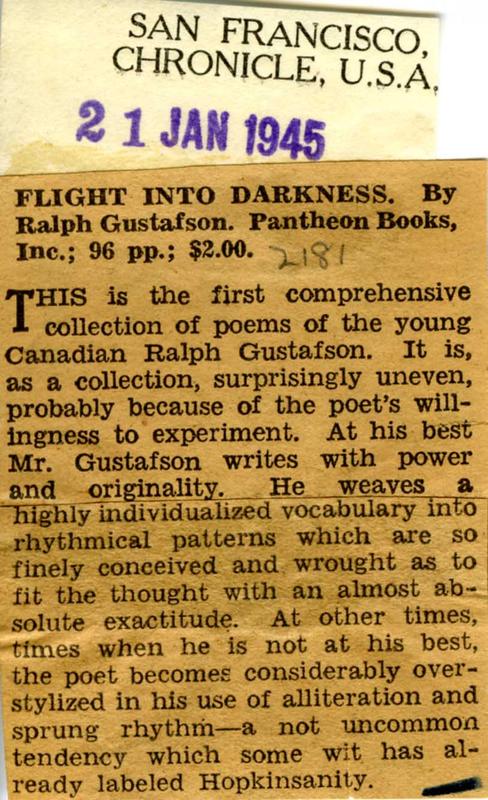 SAN FRANCISCO,
CHRONICLE, U.S.A.
21 JAN 1945
FLIGHT INTO DARKNESS. By
Ralph Gustafson. Pantheon Books,
Inc.; 96 pp.; $2.00.
2181
THIS is the first comprehensive
collection of poems of the young
Canadian Ralph Gustafson. It is,
as a collection, surprisingly uneven,
probably because of the poet's will-
ingness to experiment. At his best
Mr. Gustafson writes with power
and originality. He weaves a
highly individualized vocabulary into
rhythmical patterns which are so
finely conceived and wrought as to
fit the thought with an almost ab-
solute exactitude. At other times,
times when he is not at his best,
the poet becomes considerably over-
stylized in his use of alliteration and
sprung rhythm—a not uncommon
tendency which some wit has al-
ready labeled Hopkinsanity.